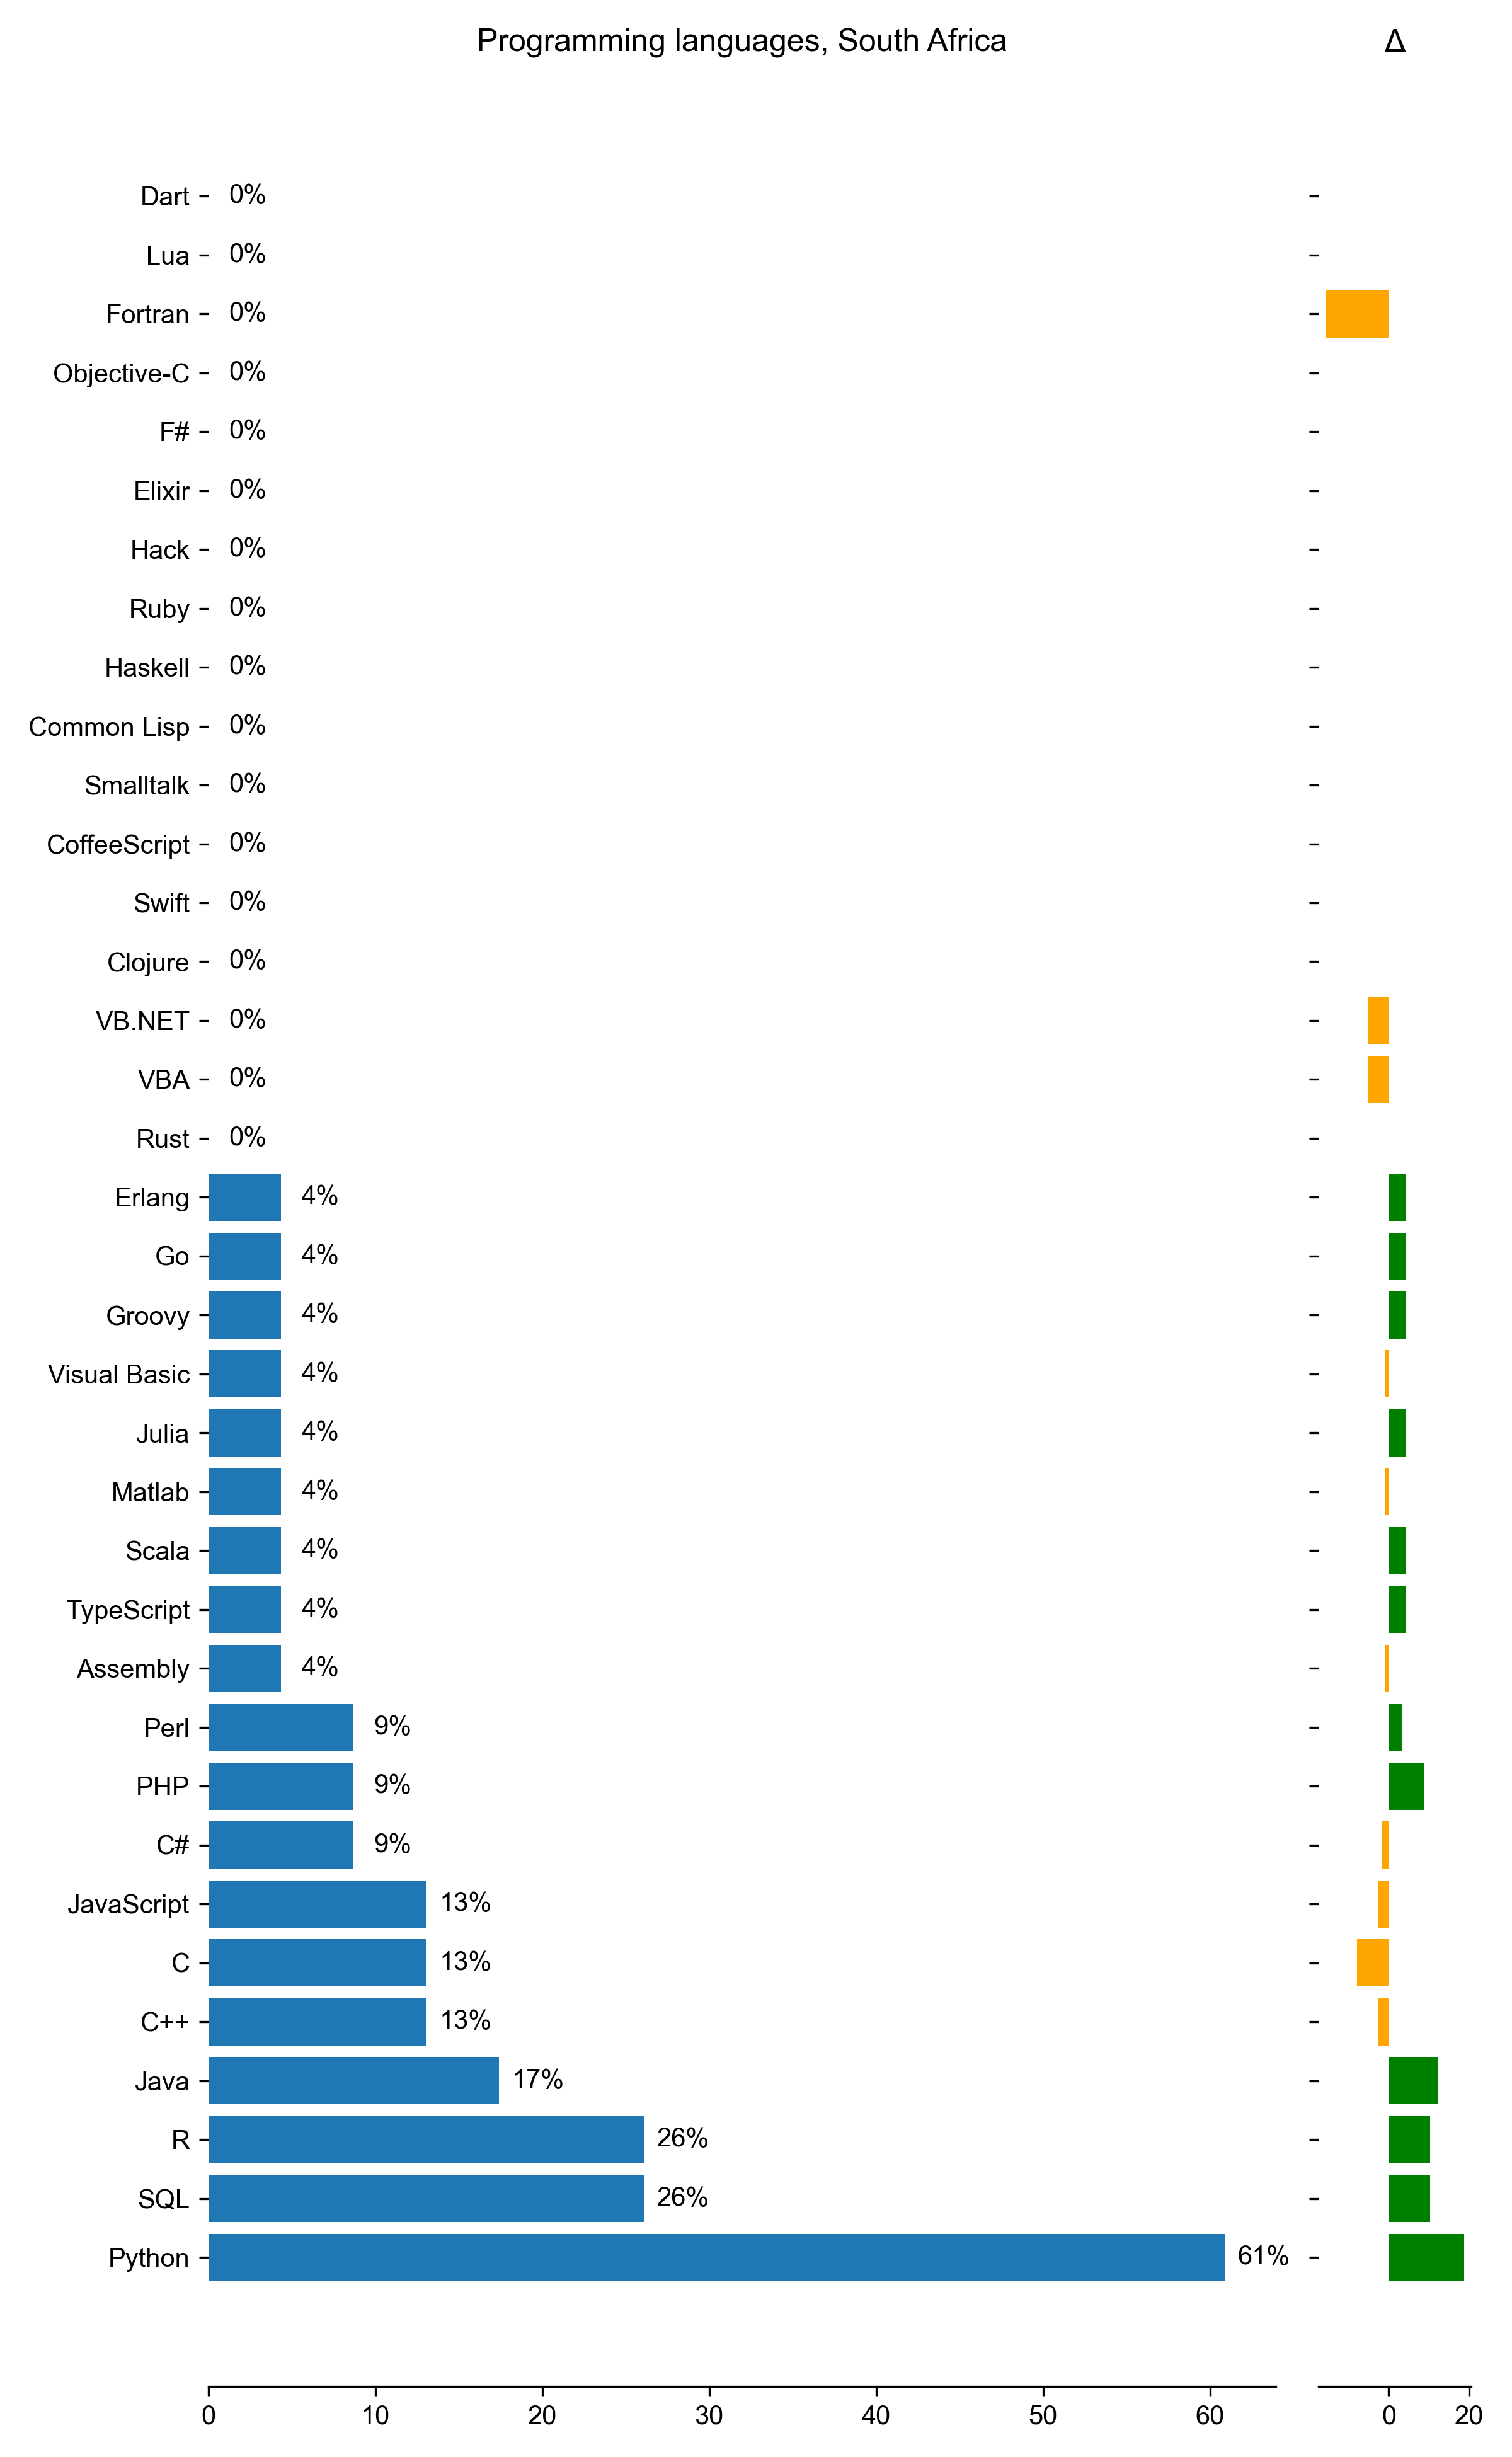 Programming languages, South Africa Δ
Dart 0%
Lua 0%
Fortran 0%
Objective-C 0%
F# 0%
Elixir 0%
Hack 0%
Ruby 0%
Haskell 0%
Common Lisp 0%
Smalltalk 0%
CoffeeScript 0%
Swift 0%
Clojure 0%
VB.NET 0%
VBA 0%
Rust 0%
Erlang 4%
Go 4%
Groovy 4%
Visual Basic 4%
Julia 4%
Matlab 4%
Scala 4%
TypeScript 4%
Assembly 4%
Perl 9%
PHP 9%
C# 9%
JavaScript 13%
C 13%
C++ 13%
Java 17%
R 26%
SQL 26%
Python 61%
0 10 20 30 40 50 60 0 20